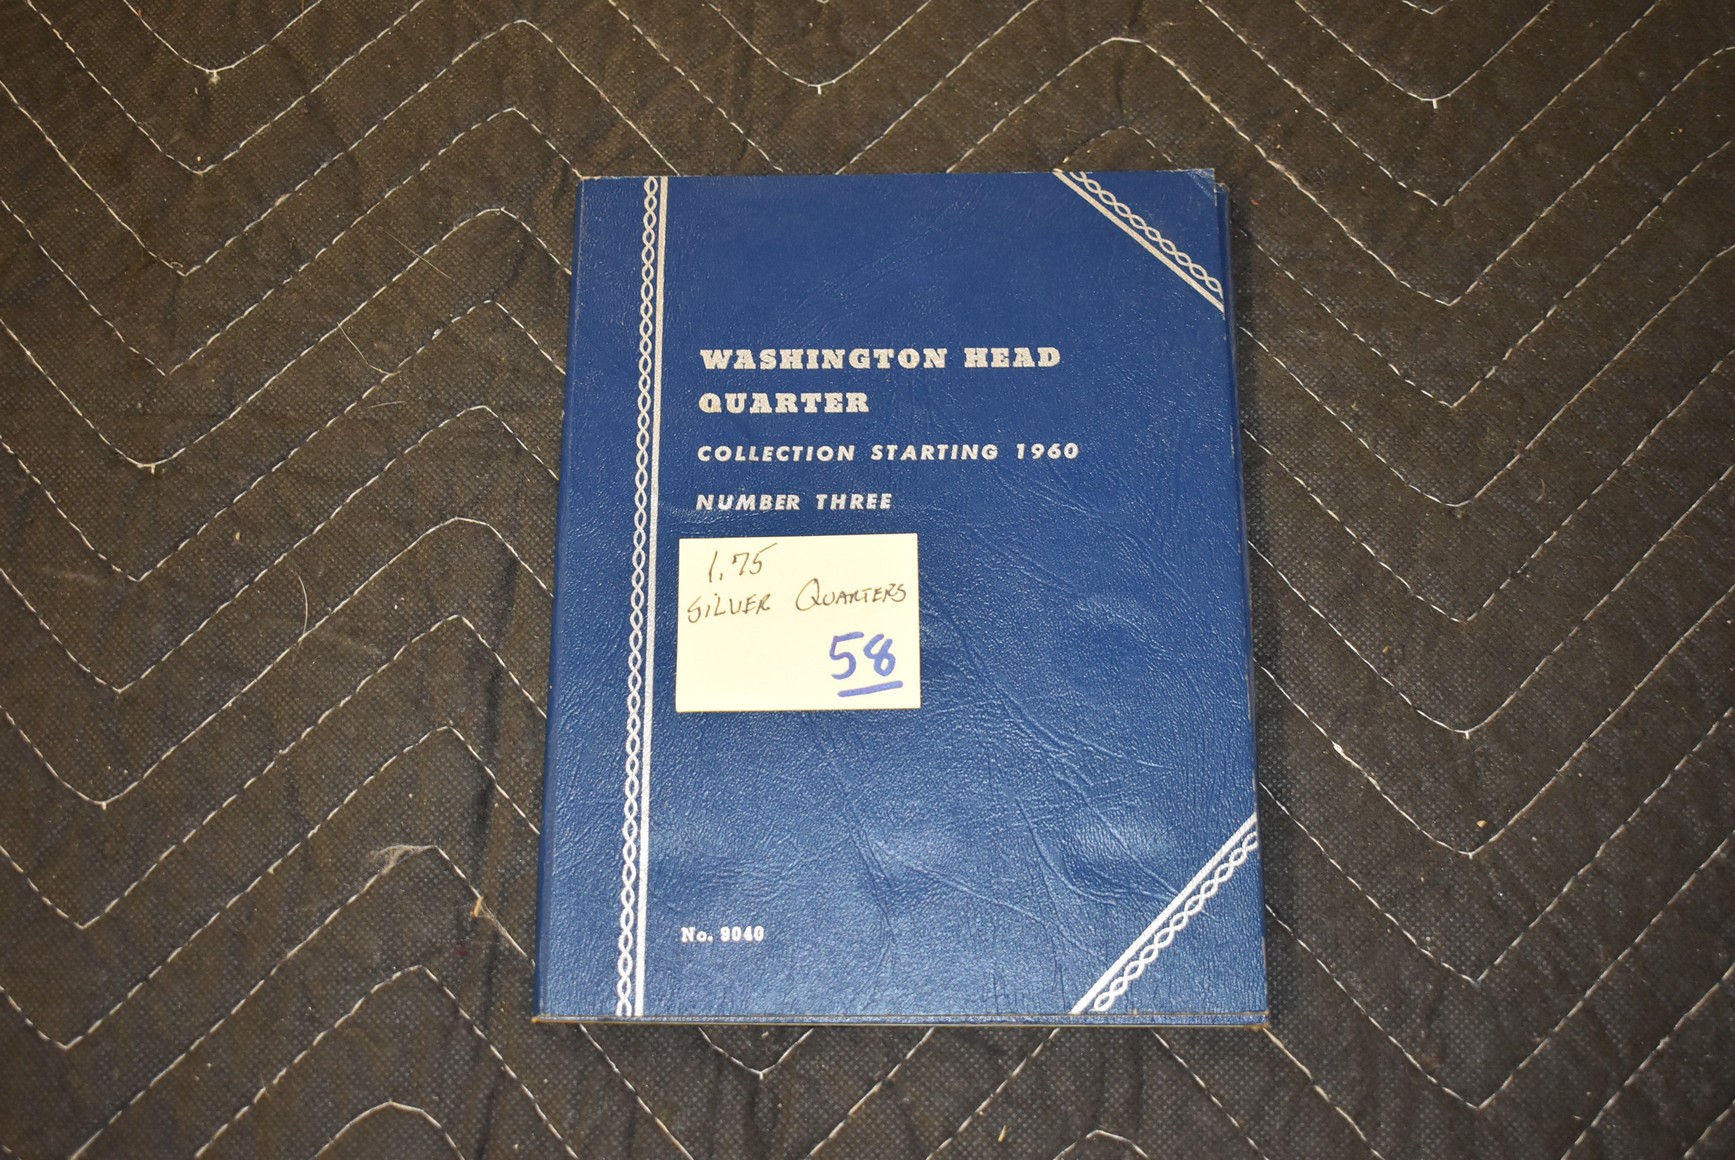 WASHINGTON HEAD
QUARTER
COLLECTION STARTING 1960
NUMBER THREE
1.75
SiLVER QUARTERS
58
No. 9040